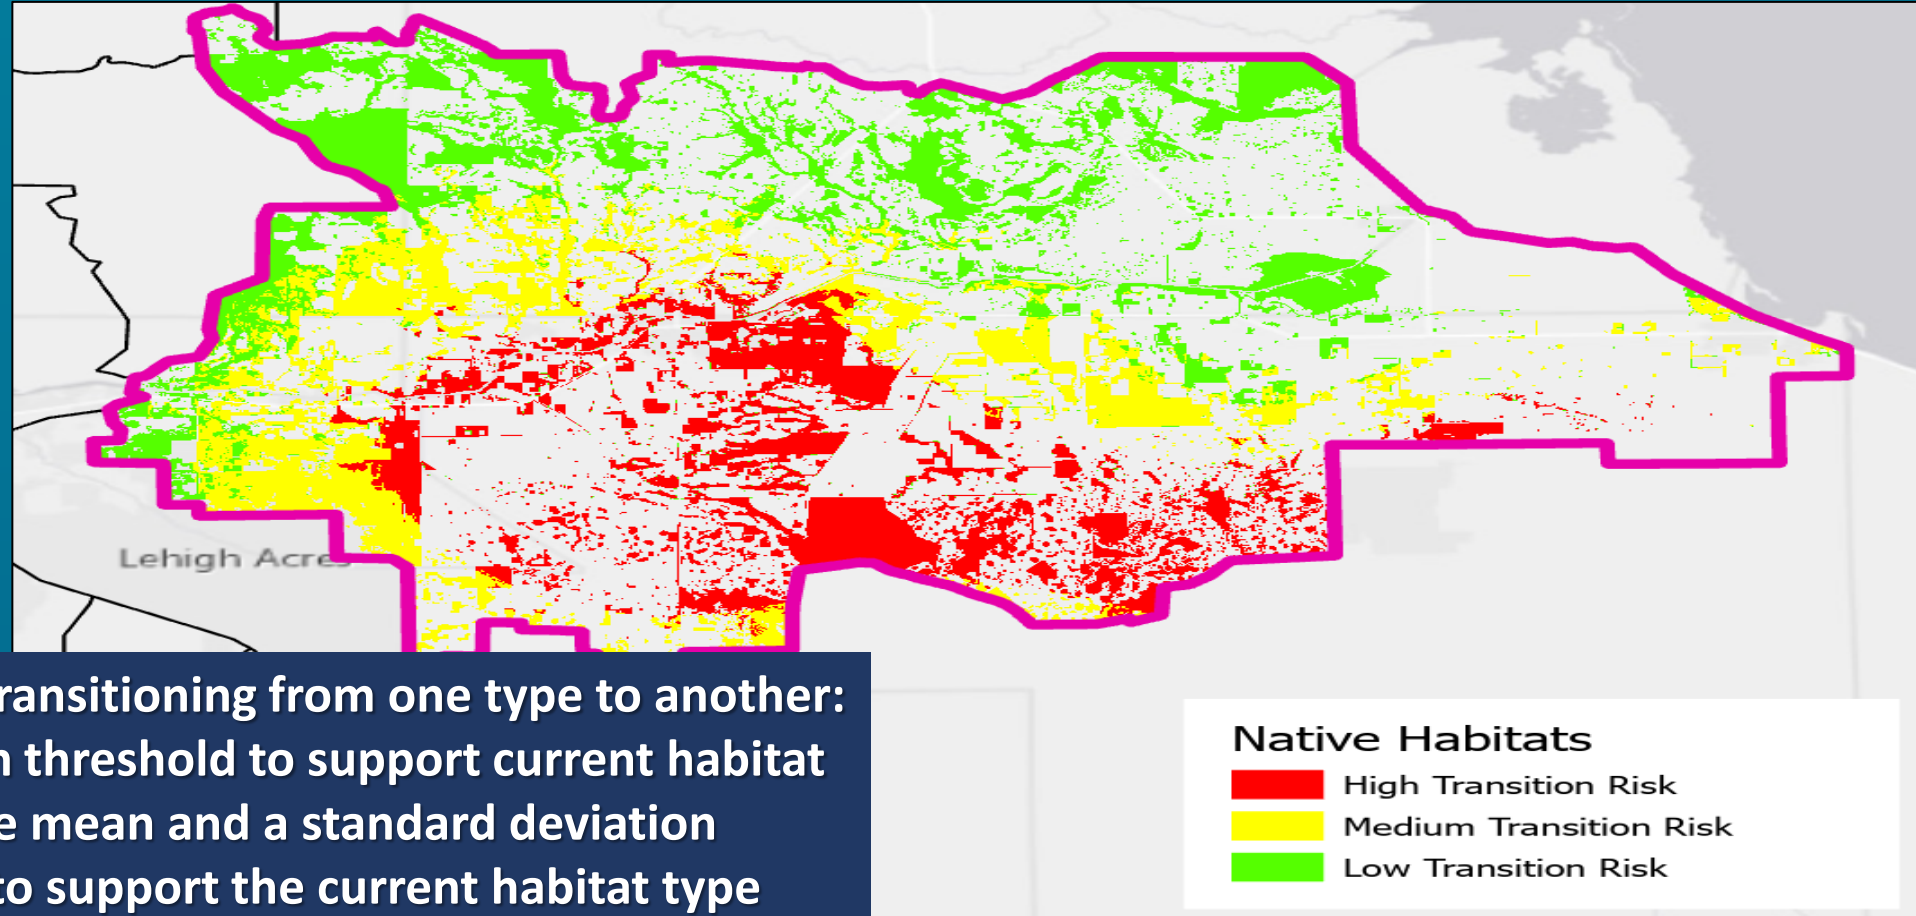 Lehigh Acres
ransitioning from one type to another:
n threshold to support current habitat
e mean and a standard deviation
to support the current habitat type
Native Habitats
High Transition Risk
Medium Transition Risk
Low Transition Risk